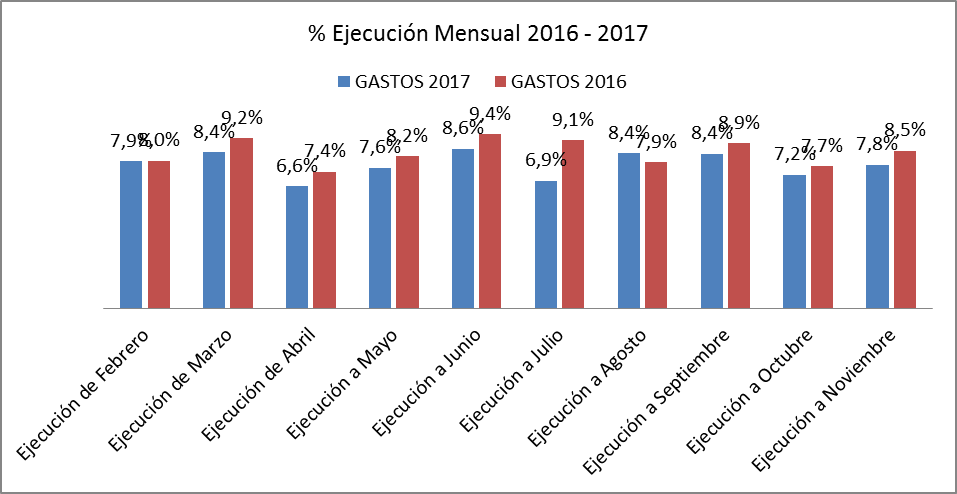 % Ejecución Mensual 2016 - 2017
GASTOS 2017 GASTOS 2016
7,9% 8,0% 8,4% 9,2% 6,6% 7,4% 7,6% 8,2% 8,6% 9,4% 6,9% 9,1% 8,4% 7,9% 8,4% 8,9% 7,2% 7,7% 7,8% 8,5%
Ejecución de Febrero
Ejecución de Marzo
Ejecución de Abril
Ejecución a Mayo
Ejecución a Junio
Ejecución a Julio
Ejecución a Agosto
Ejecución a Septiembre
Ejecución a Octubre
Ejecución a Noviembre